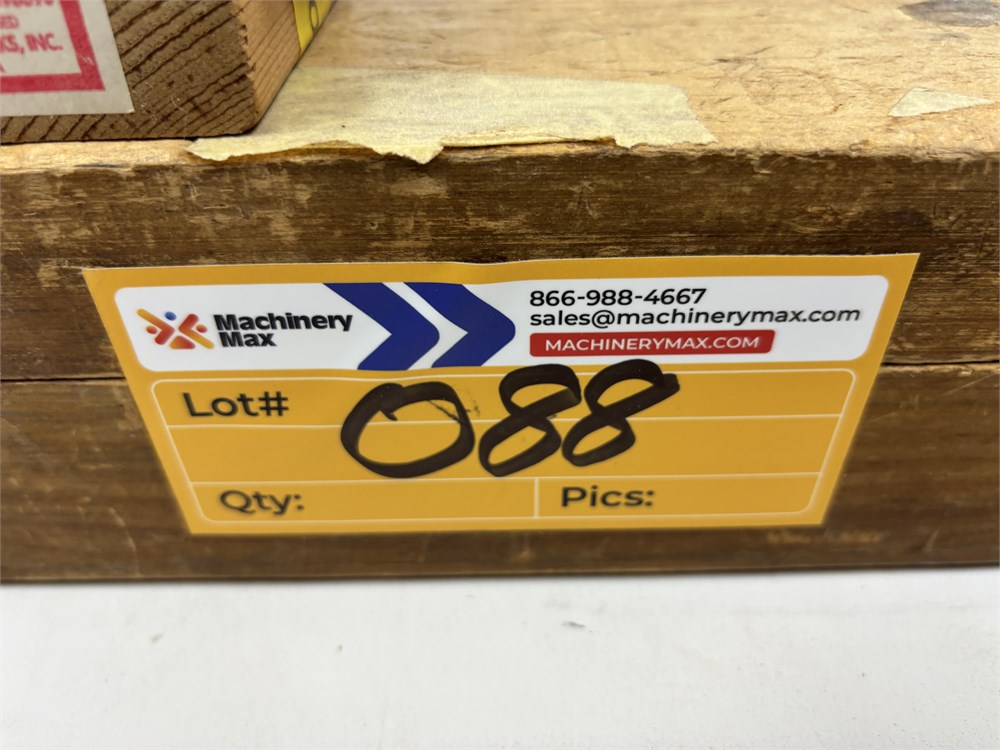 KS, INC.
Machinery
Max
866-988-4667
sales@machinerymax.com
MACHINERYMAX.COM
Lot# 088
Qty:
Pics: